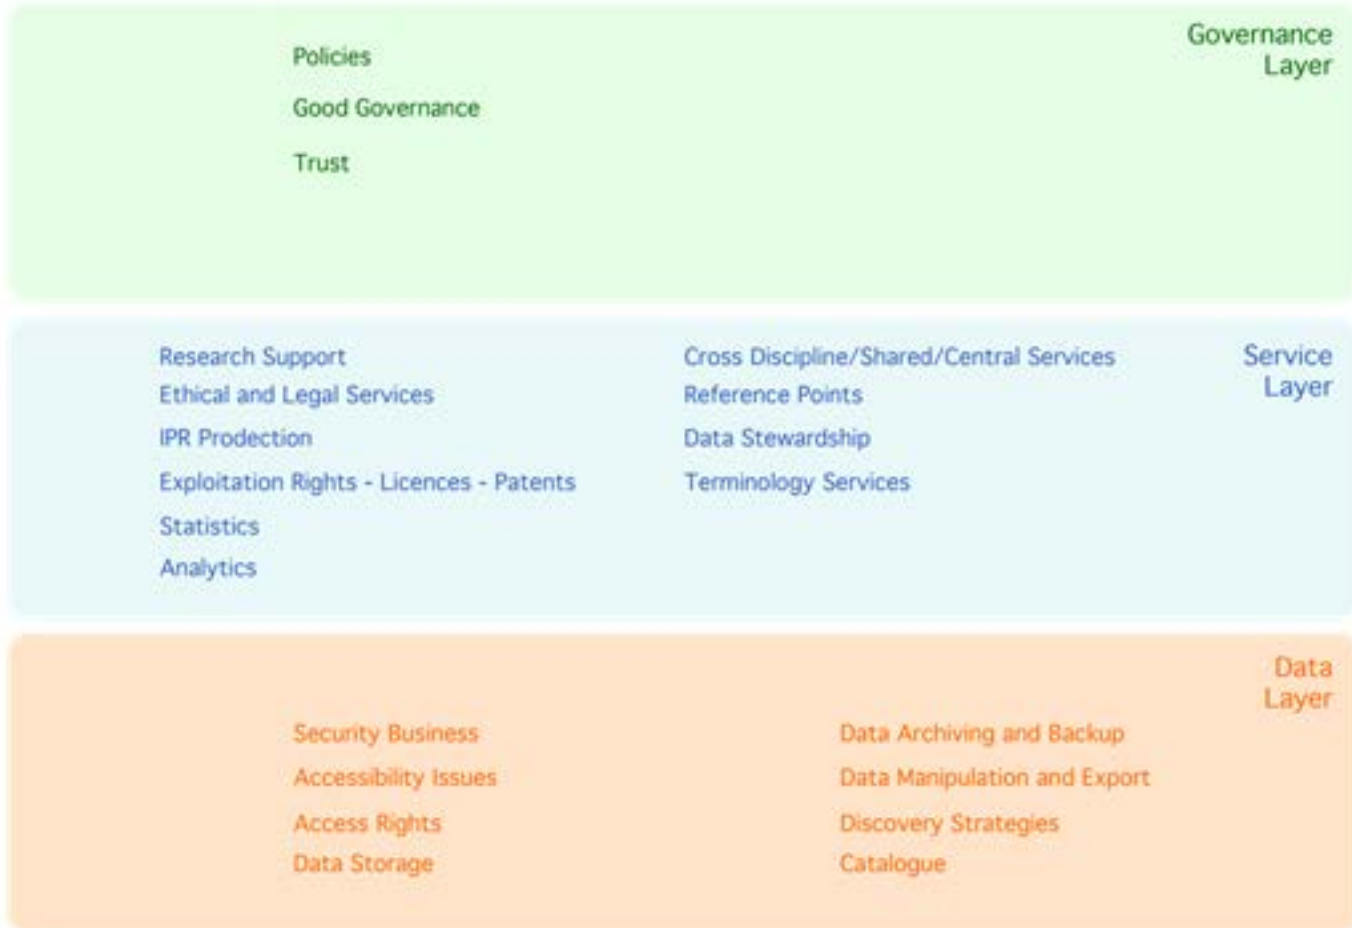 Governance
Layer
Policies
Good Governance
Trust
Service
Layer
Research Support
Ethical and Legal Services
IPR Prodection
Exploitation Rights - Licences - Patents
Statistics
Analytics
Cross Discipline/Shared/Central Services
Reference Points
Data Stewardship
Terminology Services
Data
Layer
Security Business
Accessibility Issues
Access Rights
Data Storage
Data Archiving and Backup
Data Manipulation and Export
Discovery Strategies
Catalogue